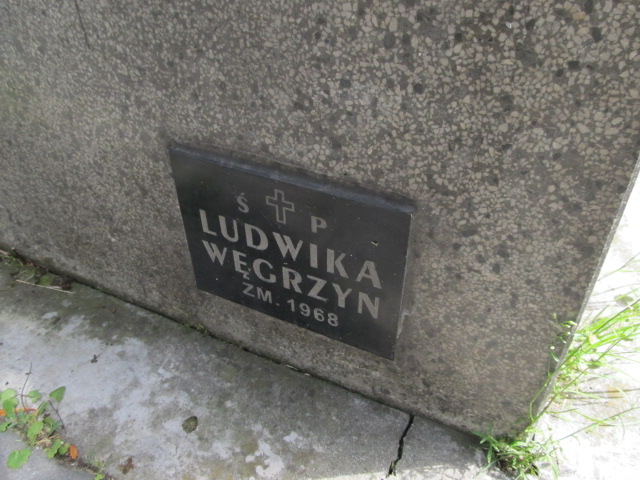 Ś P
LUDWIKA
WĘGRZYN
ZM. 1968